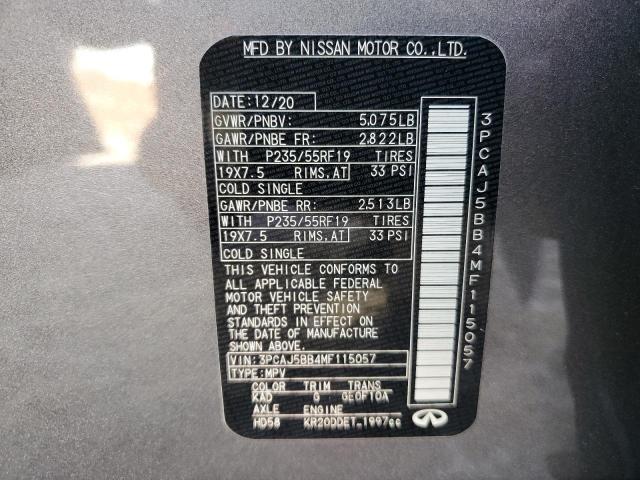 MFD BY NISSAN MOTOR CO.,LTD.
DATE: 12/20
GVWR/PNBV: 5.075LB
GAWR/PNBE FR: 2.822LB
WITH P235/55RF19 TIRES
19X7.5 RIMS.AT 33 PSI
COLD SINGLE
GAWR/PNBE RR: 2.513LB
WITH P235/55RF19 TIRES
19X7.5 RIMS.AT 33 PSI
COLD SINGLE
THIS VEHICLE CONFORMS TO
ALL APPLICABLE FEDERAL
MOTOR VEHICLE SAFETY
AND THEFT PREVENTION
STANDARDS IN EFFECT ON
THE DATE OF MANUFACTURE
SHOWN ABOVE.
VIN: 3PCAJ5BB4MF115057
TYPE: MPV
COLOR TRIM TRANS
KAD G GE0F10A
AXLE ENGINE
HD58 KR20DDET 1997cc
3PCAJ5BB4MF115057